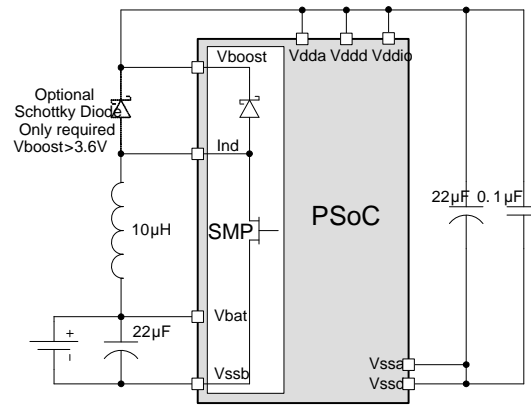 Vboost
Vdda Vddd Vddio
Optional
Schottky Diode
Only required
Vboost>3.6V
Ind
22µF 0.1µF
10µH
SMP
PSoC
Vbat
+
22µF
Vssa
Vssb
Vssd